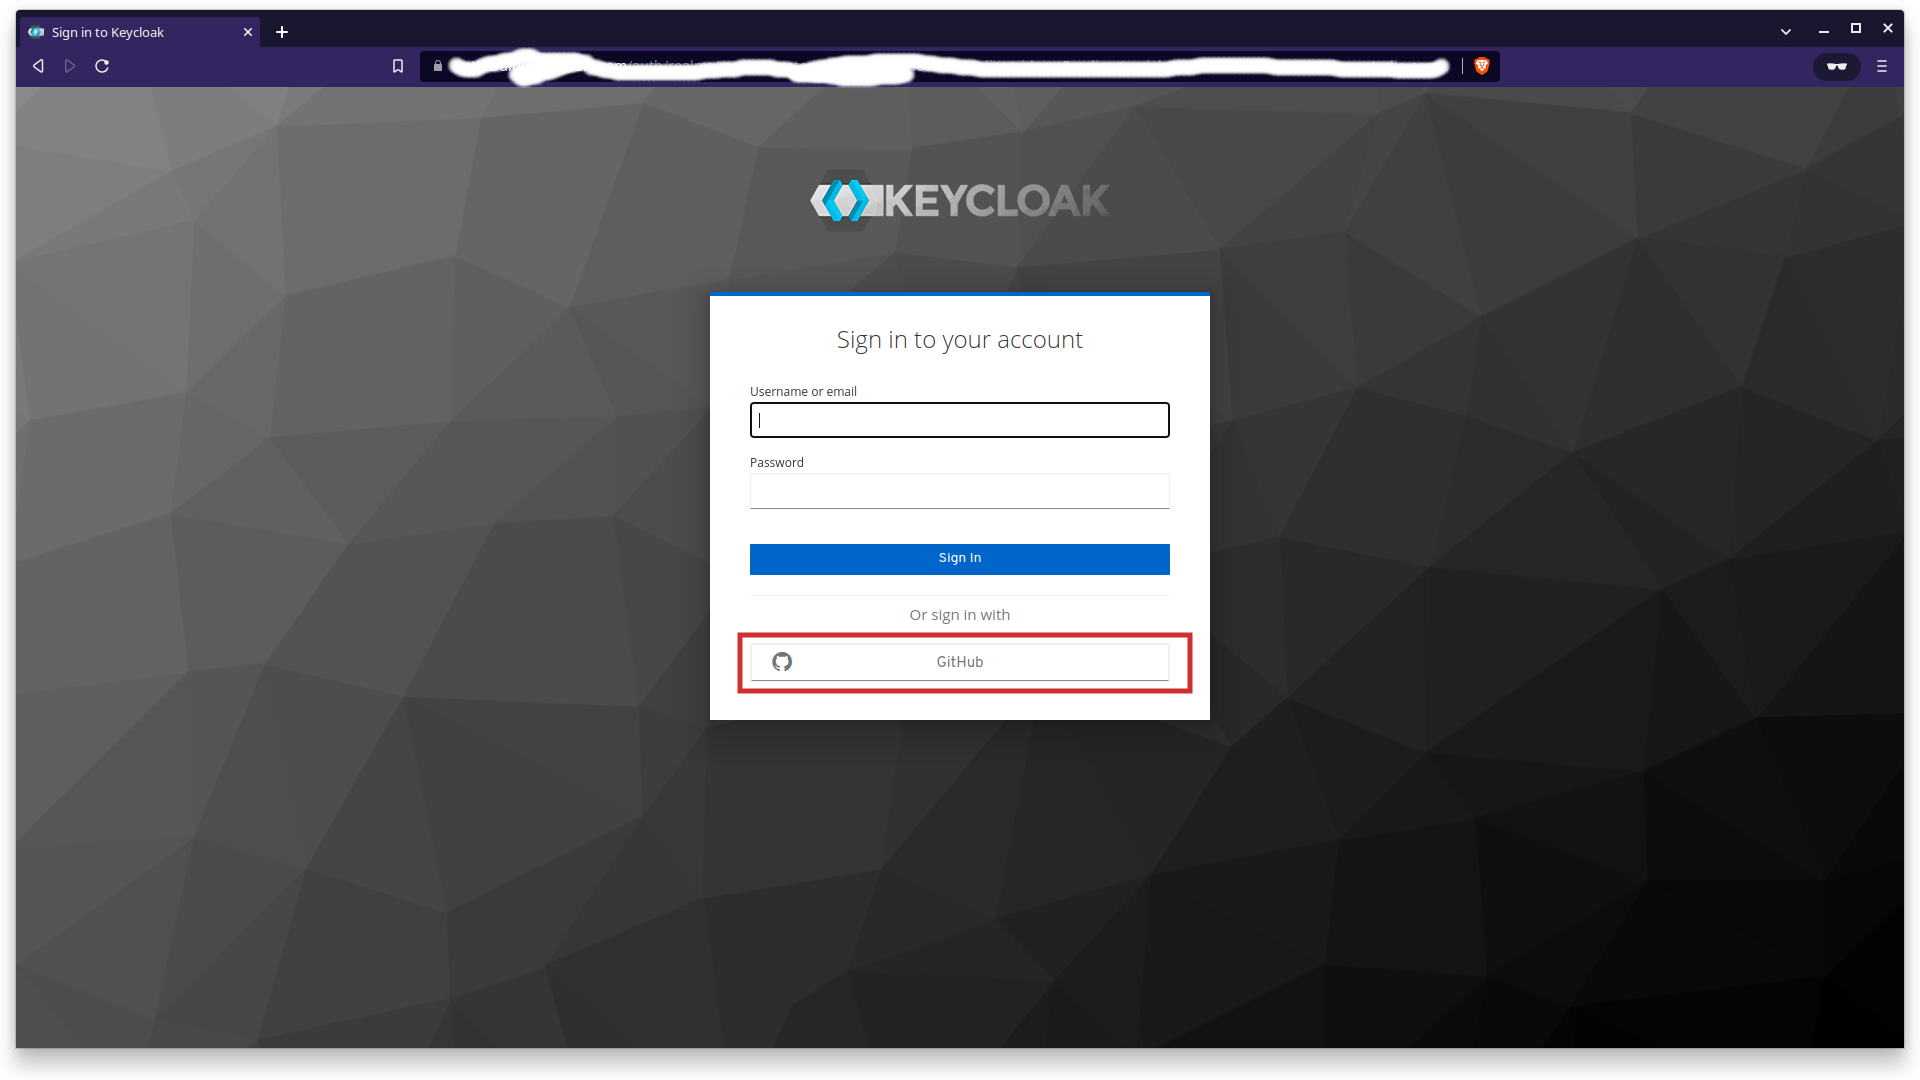 Sign in to Keycloak
KEYCLOAK
Sign in to your account
Username or email
Password
Sign In
Or sign in with
GitHub